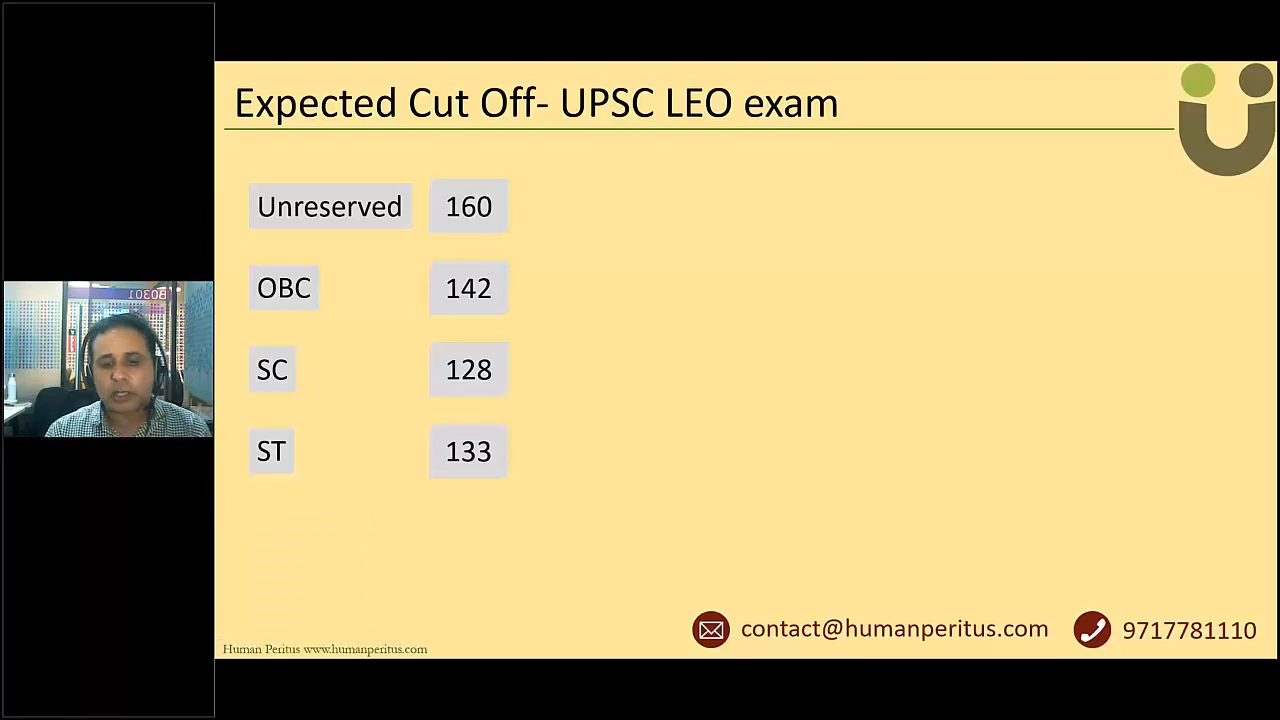 Expected Cut Off- UPSC LEO exam
Unreserved 160
OBC 142
SC 128
ST 133
contact@humanperitus.com 9717781110
Human Peritus www.humanperitus.com
B0301